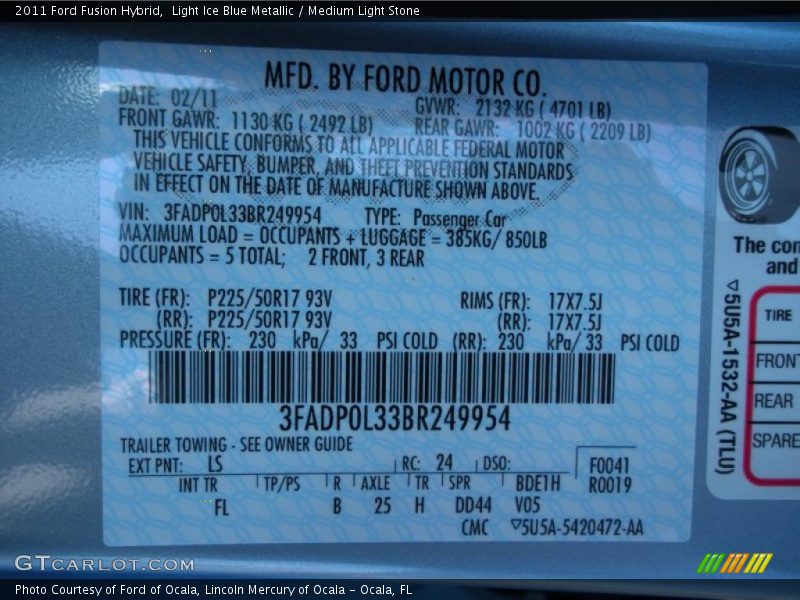 2011 Ford Fusion Hybrid, Light Ice Blue Metallic / Medium Light Stone
MFD. BY FORD MOTOR CO.
DATE: 02/11 GVWR: 2132 KG ( 4701 LB)
FRONT GAWR: 1130 KG ( 2492 LB) REAR GAWR: 1002 KG ( 2209 LB)
THIS VEHICLE CONFORMS TO ALL APPLICABLE FEDERAL MOTOR
VEHICLE SAFETY, BUMPER, AND THEFT PREVENTION STANDARDS
IN EFFECT ON THE DATE OF MANUFACTURE SHOWN ABOVE.
VIN: 3FADP0L33BR249954 TYPE: Passenger Car
MAXIMUM LOAD = OCCUPANTS + LUGGAGE = 385KG/ 850LB
OCCUPANTS = 5 TOTAL; 2 FRONT, 3 REAR
TIRE (FR): P225/50R17 93V RIMS (FR): 17X7.5J
(RR): P225/50R17 93V (RR): 17X7.5J
PRESSURE (FR): 230 kPa/ 33 PSI COLD (RR): 230 kPa/ 33 PSI COLD
3FADP0L33BR249954
TRAILER TOWING - SEE OWNER GUIDE
EXT PNT: LS RC: 24 DSO: F0041
INT TR TP/PS R AXLE TR SPR BDE1H R0019
FL B 25 H DD44 V05
CMC ▽5U5A-5420472-AA
The con
and
▽5U5A-1532-AA (TLU)
TIRE
FRONT
REAR
SPARE
GTCARLOT.COM
Photo Courtesy of Ford of Ocala, Lincoln Mercury of Ocala - Ocala, FL